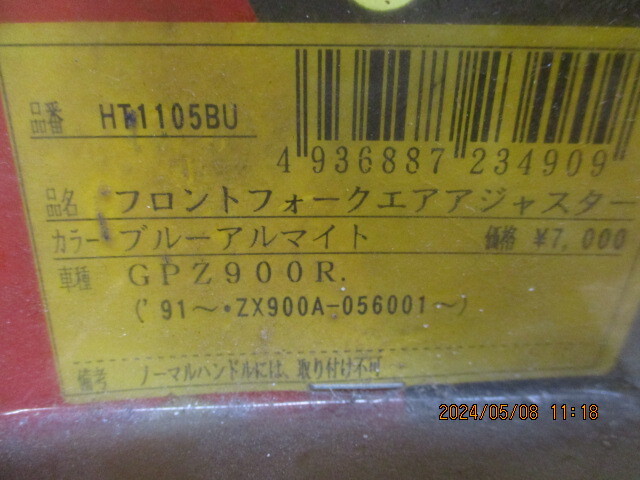 品番 HT1105BU
4 936887 234909
品名 フロントフォークエアアジャスター
カラー ブルーアルマイト 価格 ¥7,000
車種 GPZ900R.
('91～・ZX900A-056001～)
備考 ノーマルハンドルには、取り付け不可
2024/05/08 11:18